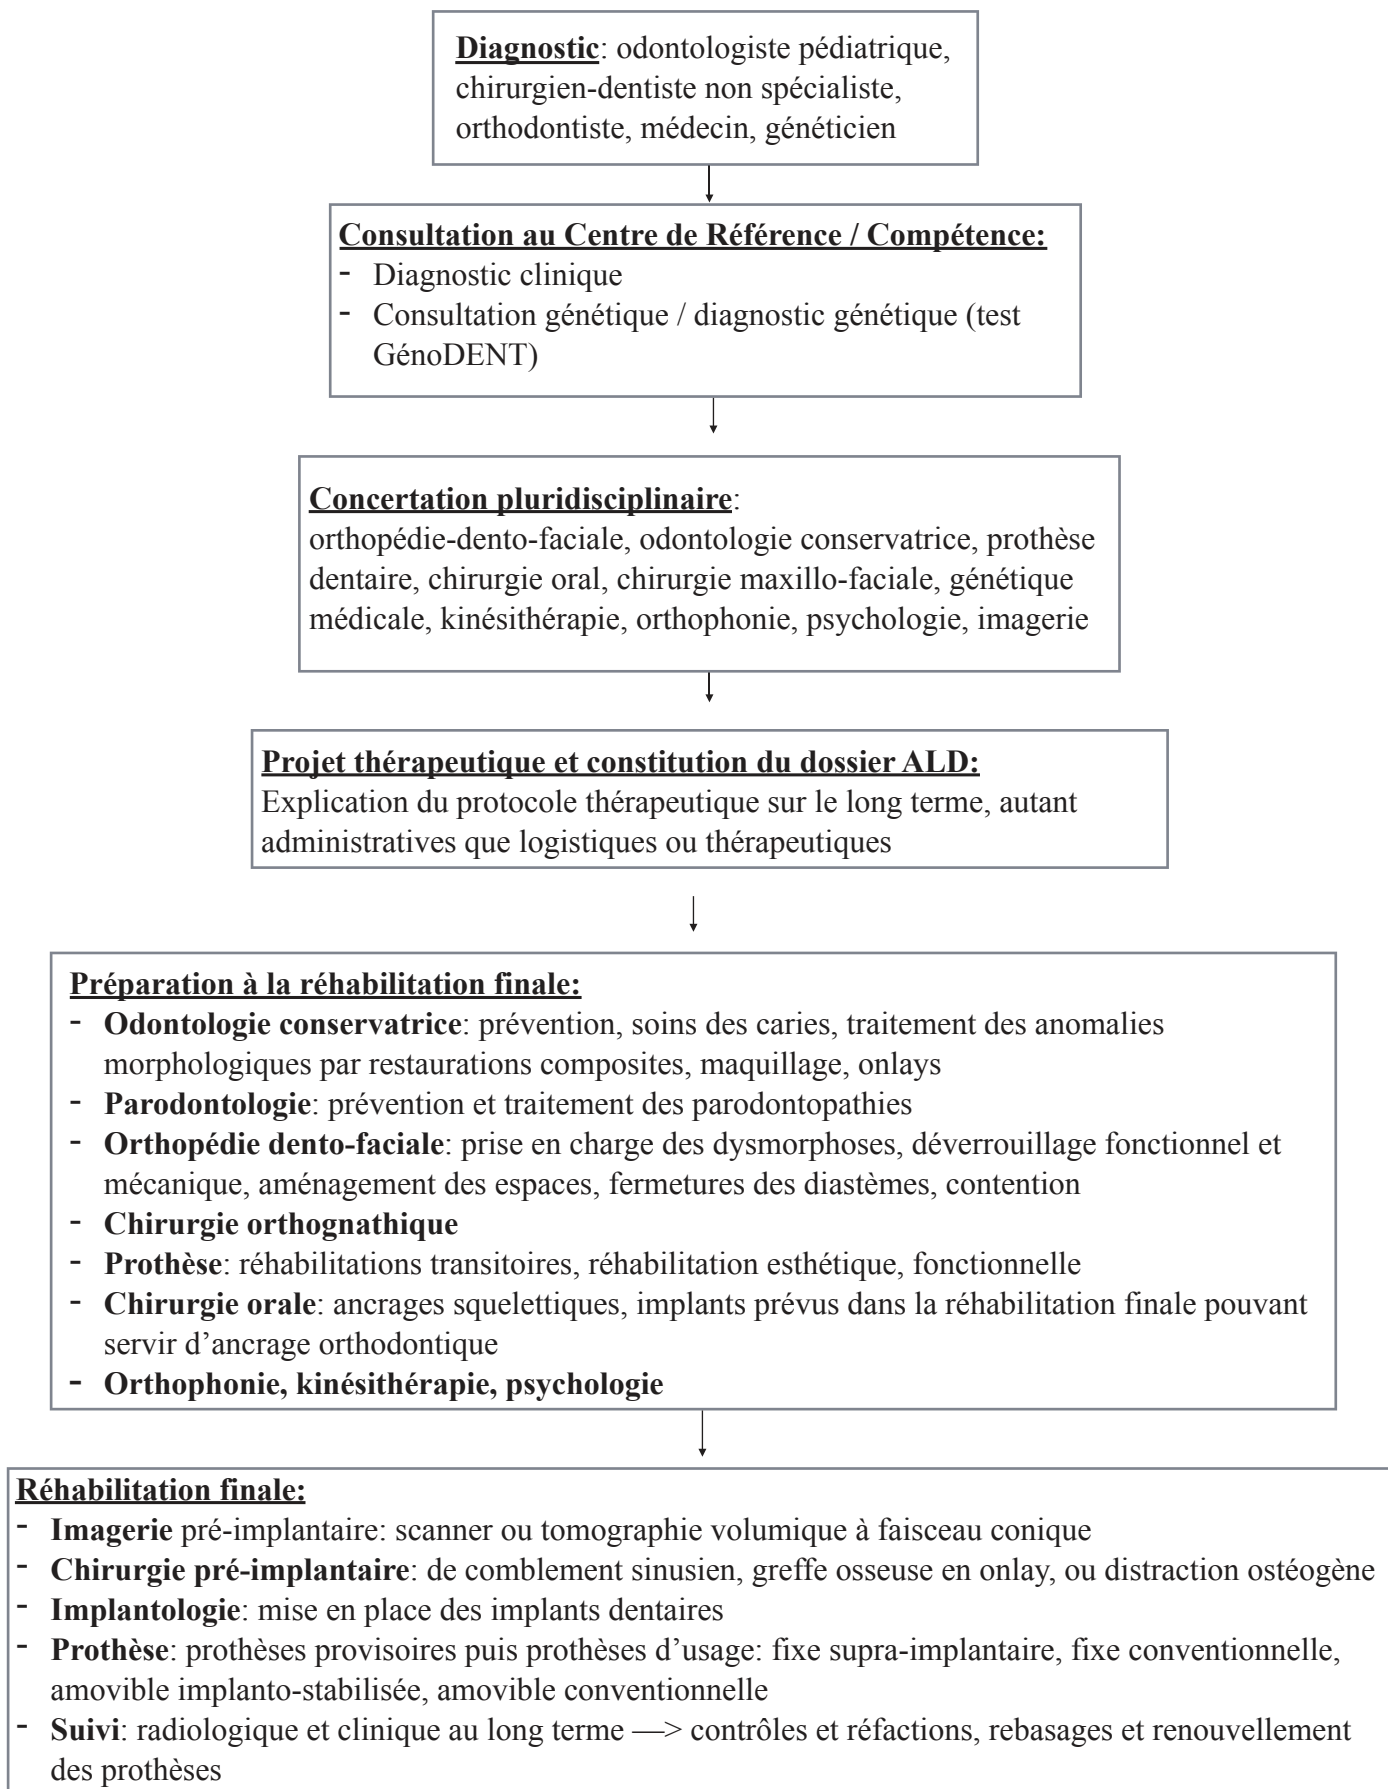 Diagnostic: odontologiste pédiatrique,
chirurgien-dentiste non spécialiste,
orthodontiste, médecin, généticien
Consultation au Centre de Référence / Compétence:
- Diagnostic clinique
- Consultation génétique / diagnostic génétique (test
GénoDENT)
Concertation pluridisciplinaire:
orthopédie-dento-faciale, odontologie conservatrice, prothèse
dentaire, chirurgie oral, chirurgie maxillo-faciale, génétique
médicale, kinésithérapie, orthophonie, psychologie, imagerie
Projet thérapeutique et constitution du dossier ALD:
Explication du protocole thérapeutique sur le long terme, autant
administratives que logistiques ou thérapeutiques
Préparation à la réhabilitation finale:
- Odontologie conservatrice: prévention, soins des caries, traitement des anomalies
morphologiques par restaurations composites, maquillage, onlays
- Parodontologie: prévention et traitement des parodontopathies
- Orthopédie dento-faciale: prise en charge des dysmorphoses, déverrouillage fonctionnel et
mécanique, aménagement des espaces, fermetures des diastèmes, contention
- Chirurgie orthognathique
- Prothèse: réhabilitations transitoires, réhabilitation esthétique, fonctionnelle
- Chirurgie orale: ancrages squelettiques, implants prévus dans la réhabilitation finale pouvant
servir d’ancrage orthodontique
- Orthophonie, kinésithérapie, psychologie
Réhabilitation finale:
- Imagerie pré-implantaire: scanner ou tomographie volumique à faisceau conique
- Chirurgie pré-implantaire: de comblement sinusien, greffe osseuse en onlay, ou distraction ostéogène
- Implantologie: mise en place des implants dentaires
- Prothèse: prothèses provisoires puis prothèses d’usage: fixe supra-implantaire, fixe conventionnelle,
amovible implanto-stabilisée, amovible conventionnelle
- Suivi: radiologique et clinique au long terme —> contrôles et réfactions, rebasages et renouvellement
des prothèses